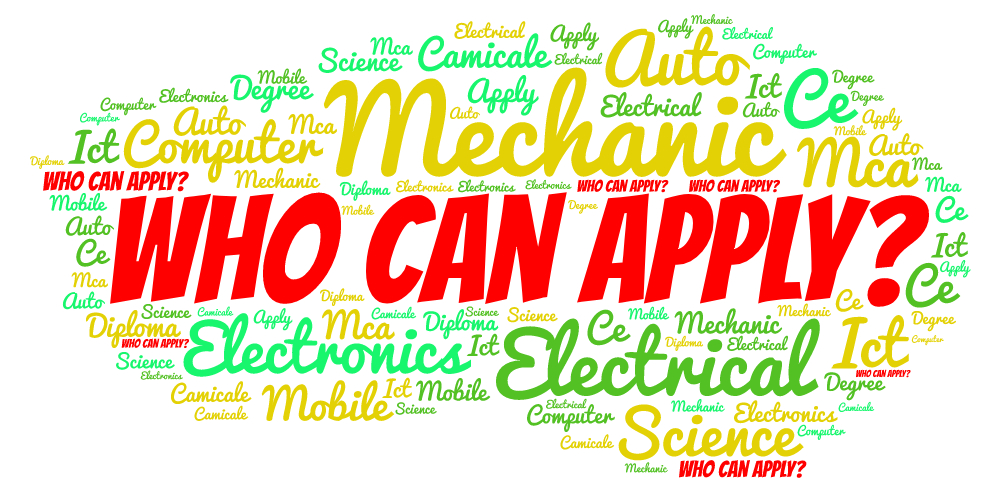 Electrical Apply Mechanic
Apply Electrical
Science Mca Camicale Electrical Auto Computer
Mobile Degree Apply Mechanic Electrical Ict Ce Degree
Computer Electronics Auto Auto Degree
Computer Auto Mca Mobile Apply
Diploma Ict Computer Mca Auto Mca
WHO CAN APPLY? Mechanic Diploma Electronics Electronics Electronics WHO CAN APPLY? WHO CAN APPLY? Mca
Mobile Mobile Degree Ce
Auto WHO CAN APPLY? Ict
Ce Apply
Mca Ce
Auto Diploma Ce
Science Camicale Apply Mca Camicale Diploma Science Science Ce Mobile Mechanic Mechanic Degree
Diploma Electronics Ict Electrical Diploma Electrical Ict Computer
WHO CAN APPLY?
Science
Electronics WHO CAN APPLY?
Camicale Mobile Ict Mobile Degree
Camicale Science Electrical Computer Mechanic Electronics Camicale
Camicale Science Computer
Mechanic WHO CAN APPLY?